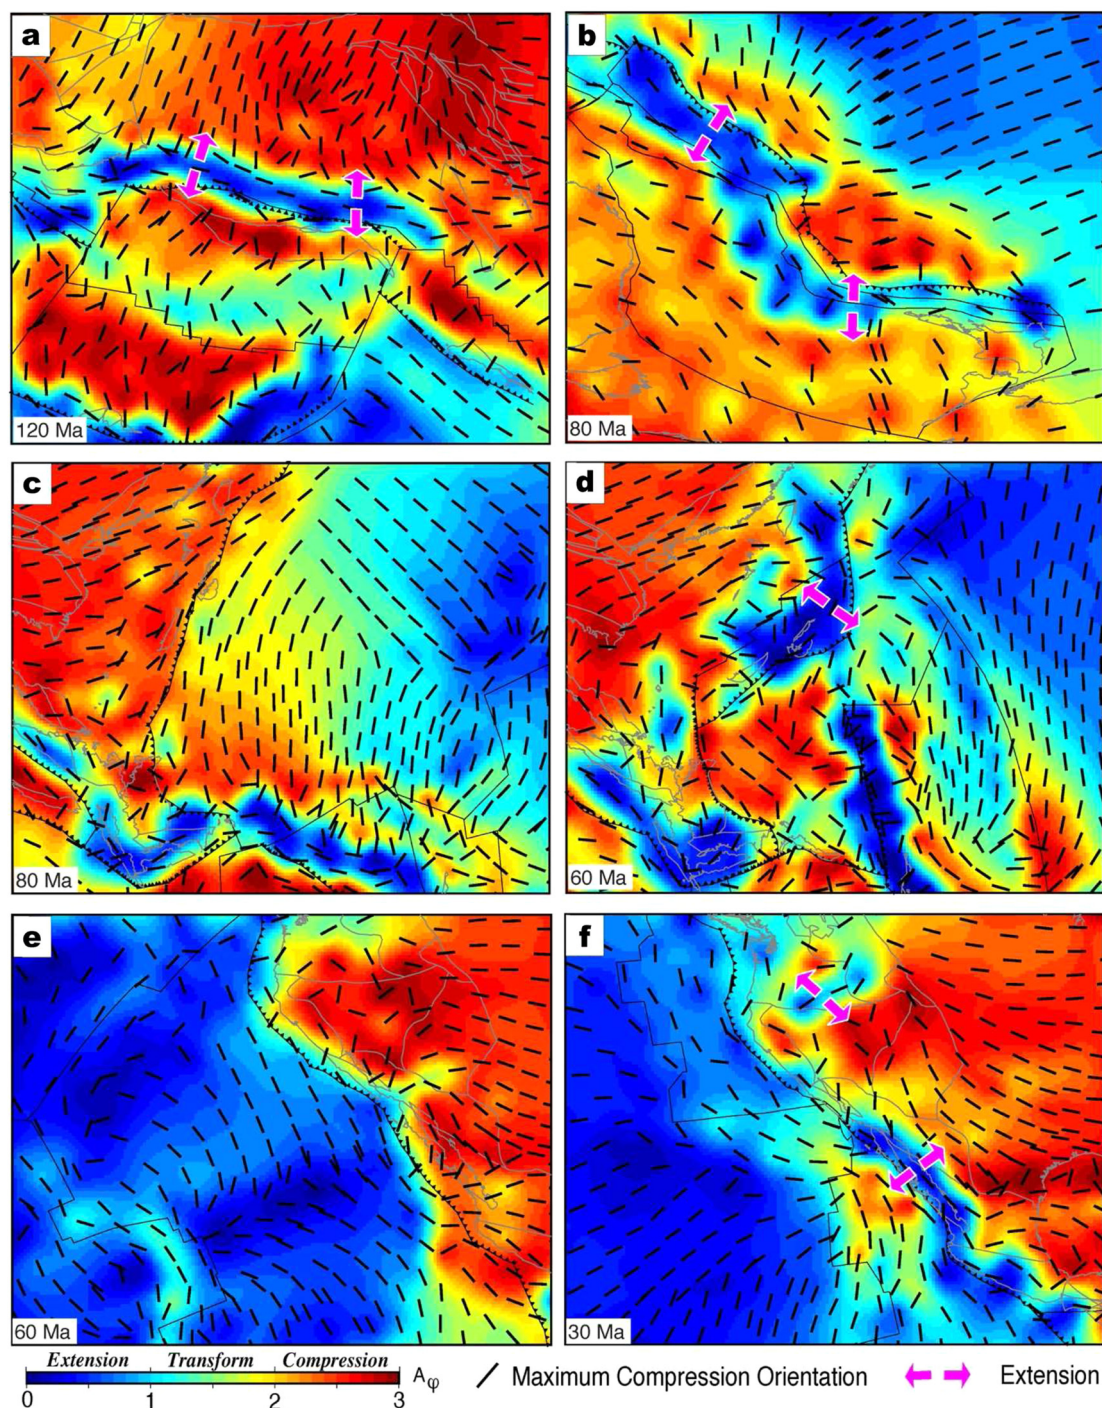 a
b
120 Ma
80 Ma
c
d
80 Ma
60 Ma
e
f
60 Ma
30 Ma
Extension Transform Compression
0 1 2 3 Aφ
Maximum Compression Orientation
Extension